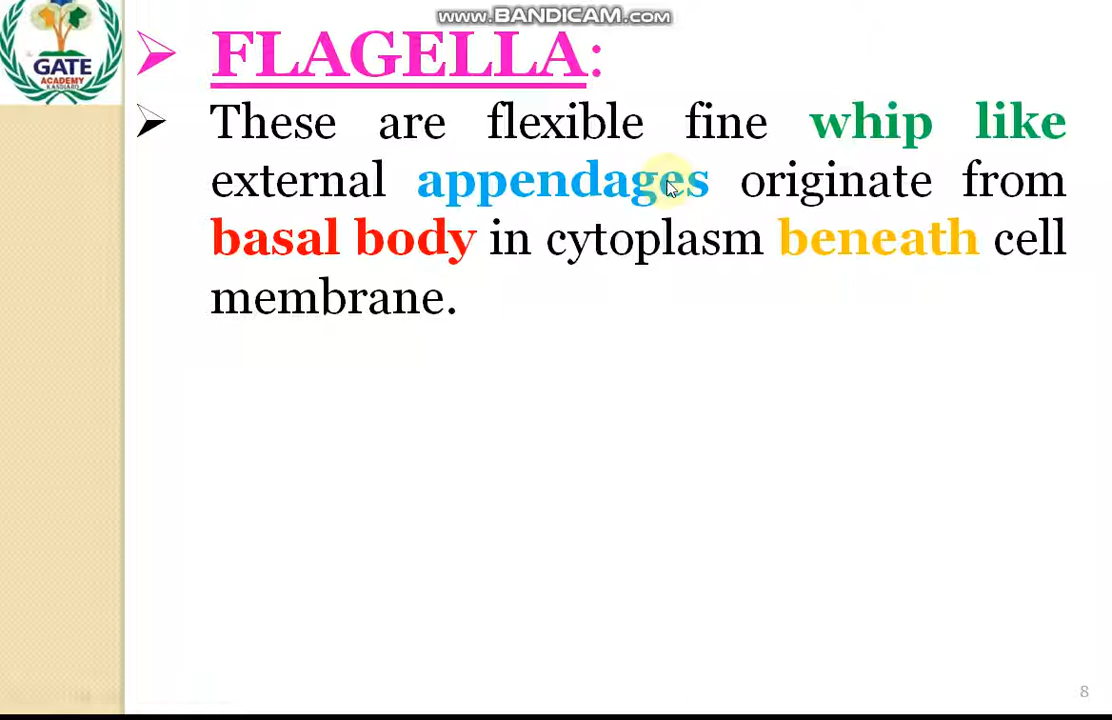 www.BANDICAM.com
GATE
ACADEMY
KANDIARO
FLAGELLA:
These are flexible fine whip like
external appendages originate from
basal body in cytoplasm beneath cell
membrane.
8